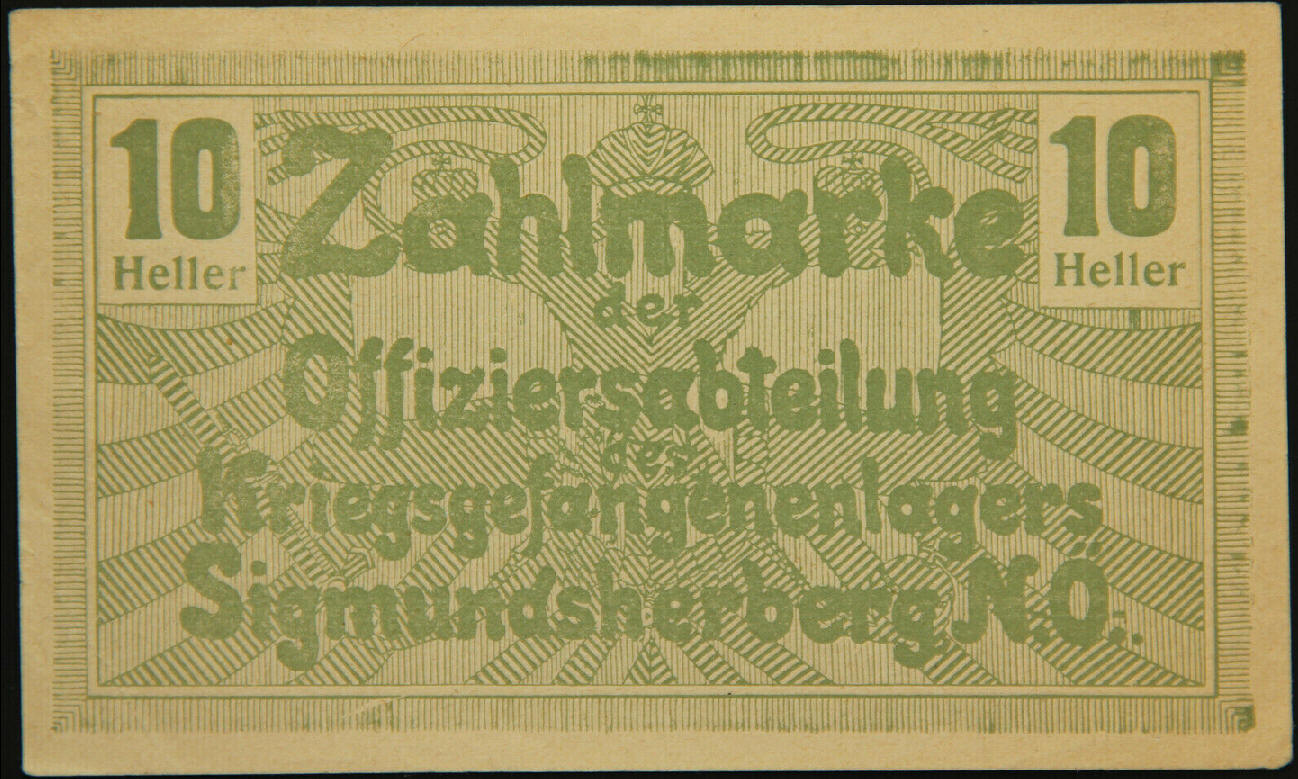 10
Heller
10
Heller
Zahlmarke
der
Offiziersabteilung
des
Kriegsgefangenenlagers
Sigmundsherberg N.Ö.